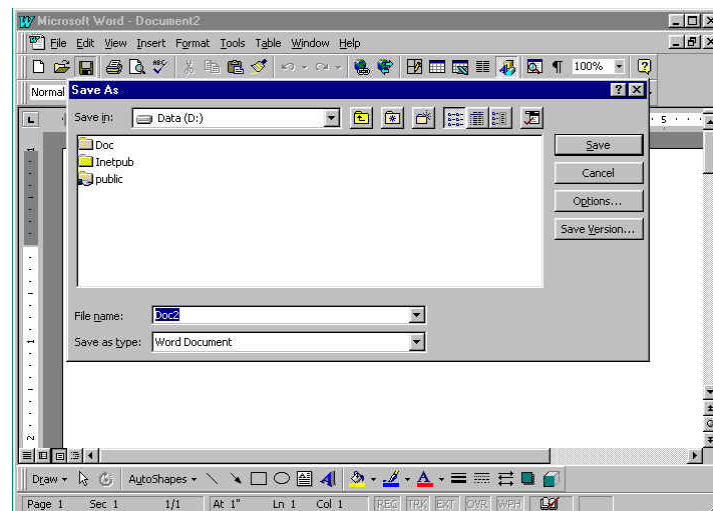 Microsoft Word - Document2
File Edit View Insert Format Tools Table Window Help
100%
Normal
Save As
Save in: Data (D:)
Doc
Inetpub
public
Save
Cancel
Options...
Save Version...
File name: Doc2
Save as type: Word Document
5
2
Draw AutoShapes
Page 1 Sec 1 1/1 At 1" Ln 1 Col 1 REC TRK EXT OVR WPH